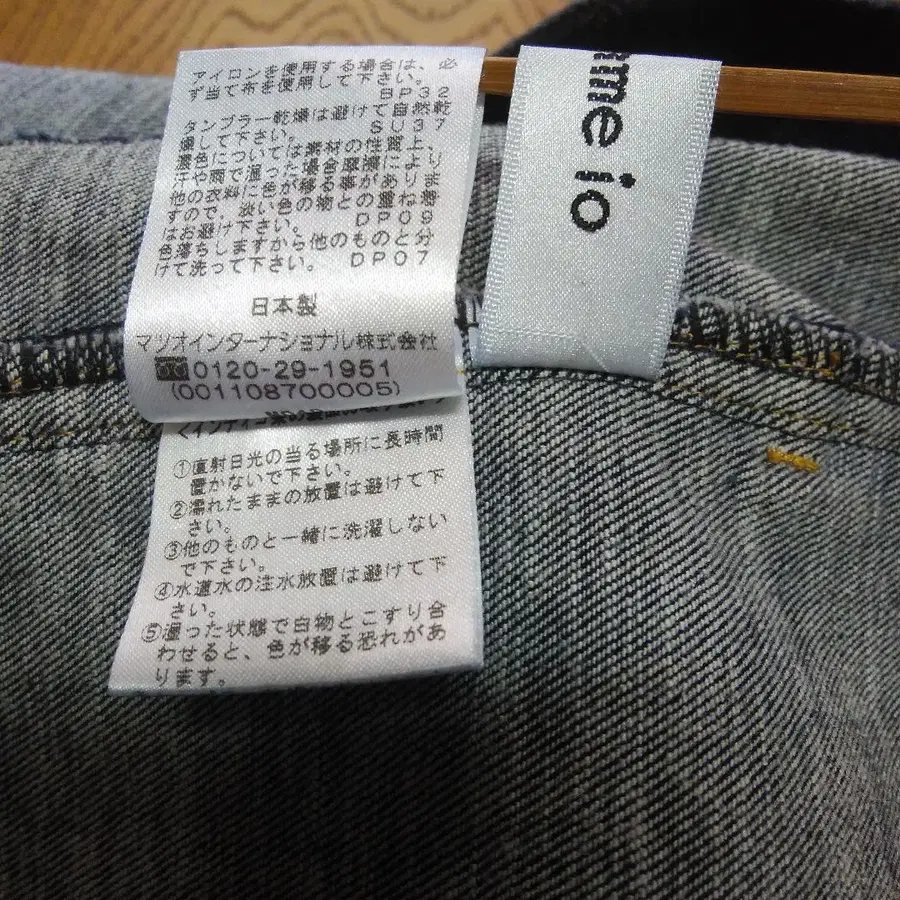 アイロンを使用する場合は、必
ず当て布を使用して下さい。
BP32
タンブラー乾燥は避けて自然乾
燥して下さい。 SU37
濃色については素材の性質上、
汗や雨で湿った場合摩擦により
他の衣料に色が移る事がありま
すので、淡い色の物との重ね着
はお避け下さい。 DP09
色落ちしますから他のものと分
けて洗って下さい。 DP07
日本製
マツオインターナショナル株式会社
0120-29-1951
(001108700005)
①直射日光の当る場所に長時間
置かないで下さい。
②濡れたままの放置は避けて下
さい。
③他のものと一緒に洗濯しない
で下さい。
④水道水の注水放置は避けて下
さい。
⑤湿った状態で白物とこすり合
わせると、色が移る恐れがあ
ります。
me io